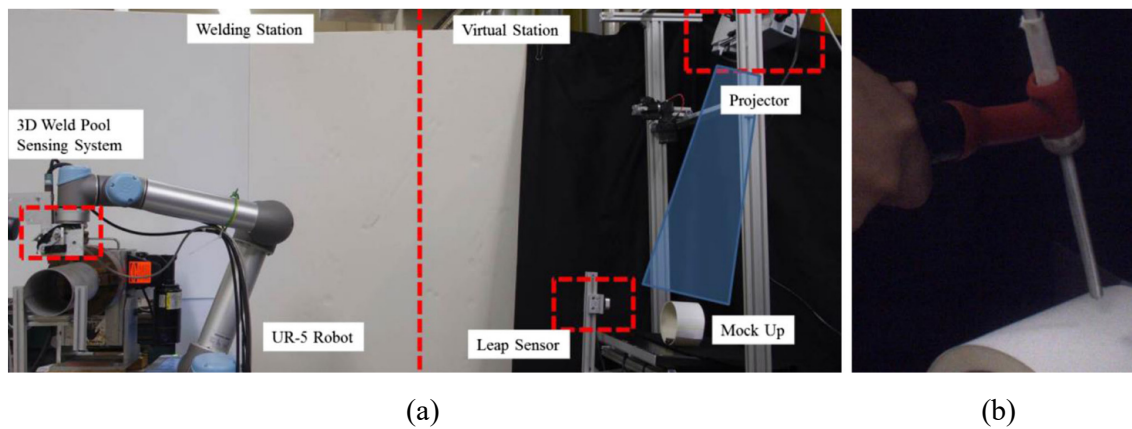 Welding Station
Virtual Station
3D Weld Pool
Sensing System
Projector
UR-5 Robot
Leap Sensor
Mock Up
(a)
(b)